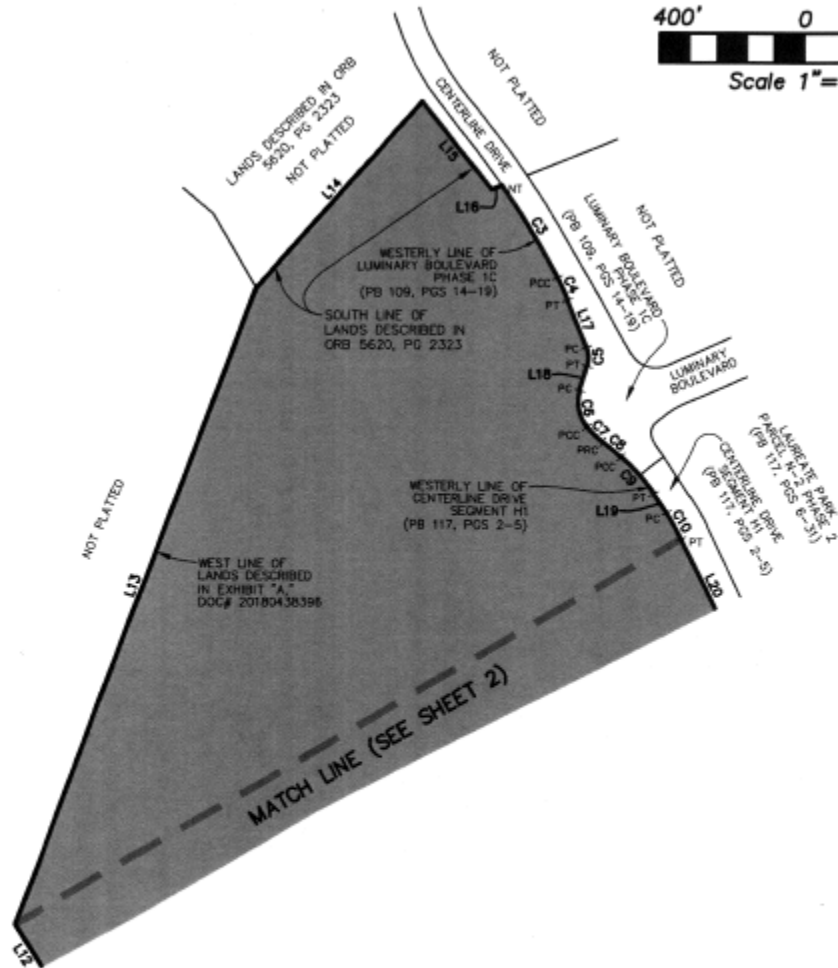 400'
0
Scale 1"=
NOT PLATTED
CENTERLINE DRIVE
LANDS DESCRIBED IN ORB
5620, PG 2323
NOT PLATTED
L14
L15
L16
NT
C3
WESTERLY LINE OF
LUMINARY BOULEVARD
PHASE 1C
(PB 109, PGS 14-19)
LUMINARY BOULEVARD
PHASE 1C
(PB 109, PGS 14-19)
NOT PLATTED
PCC
C4
PT
L17
SOUTH LINE OF
LANDS DESCRIBED IN
ORB 5620, PG 2323
PC
C5
PT
L18
PC
LUMINARY
BOULEVARD
C6
PCC
C7
PRC
C8
PCC
C9
LAUREATE PARK
PARCEL N-2 PHASE 2
(PB 117, PGS 6-31)
CENTERLINE DRIVE
SEGMENT H1
(PB 117, PGS 2-5)
WESTERLY LINE OF
CENTERLINE DRIVE
SEGMENT H1
(PB 117, PGS 2-5)
PT
L19
PC
C10
PT
NOT PLATTED
L13
WEST LINE OF
LANDS DESCRIBED
IN EXHIBIT "A,"
DOC# 20180438396
L20
MATCH LINE (SEE SHEET 2)
L12